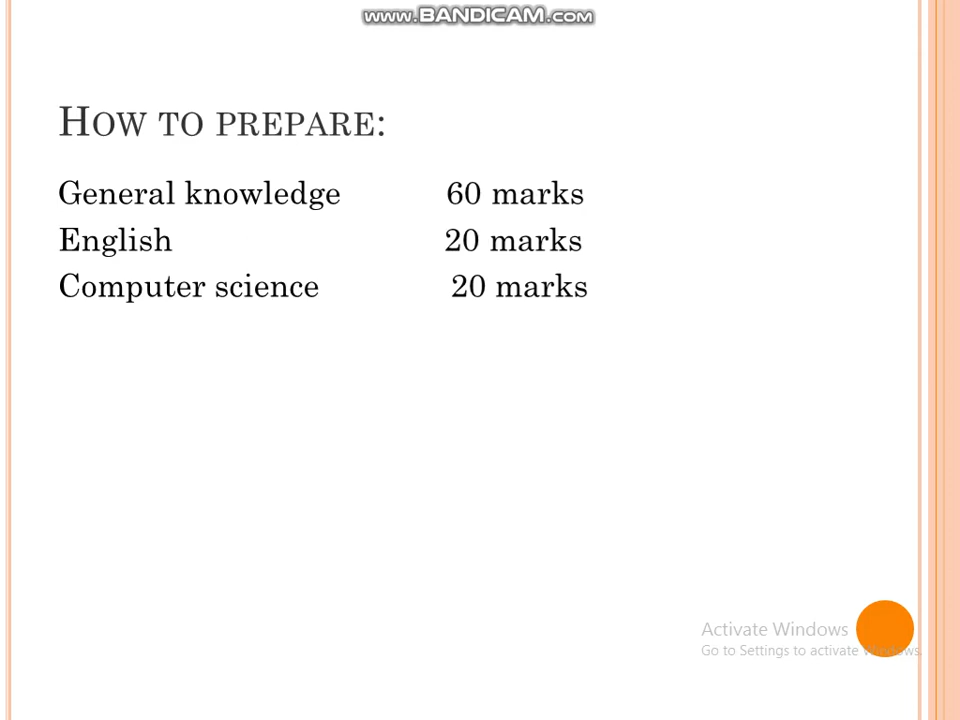 www.BANDICAM.com
HOW TO PREPARE:
General knowledge 60 marks
English 20 marks
Computer science 20 marks
Activate Windows
Go to Settings to activate Windows.